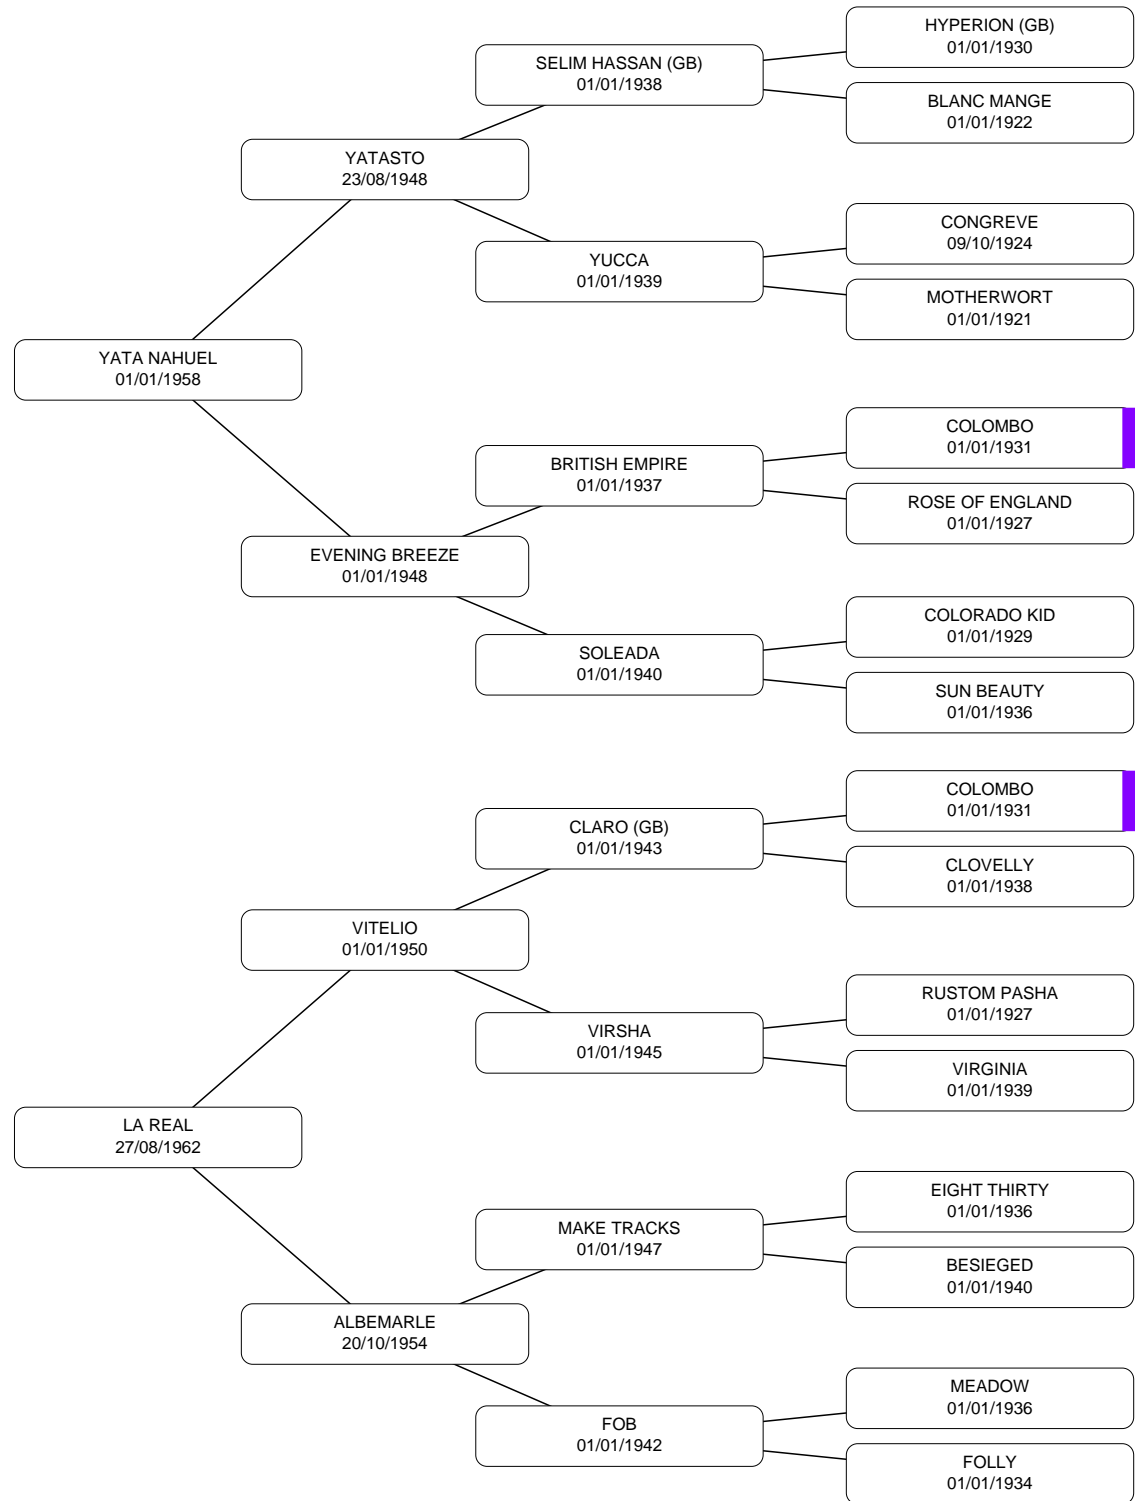 HYPERION (GB)
01/01/1930
SELIM HASSAN (GB)
01/01/1938
BLANC MANGE
01/01/1922
YATASTO
23/08/1948
CONGREVE
09/10/1924
YUCCA
01/01/1939
MOTHERWORT
01/01/1921
YATA NAHUEL
01/01/1958
COLOMBO
01/01/1931
BRITISH EMPIRE
01/01/1937
ROSE OF ENGLAND
01/01/1927
EVENING BREEZE
01/01/1948
COLORADO KID
01/01/1929
SOLEADA
01/01/1940
SUN BEAUTY
01/01/1936
COLOMBO
01/01/1931
CLARO (GB)
01/01/1943
CLOVELLY
01/01/1938
VITELIO
01/01/1950
RUSTOM PASHA
01/01/1927
VIRSHA
01/01/1945
VIRGINIA
01/01/1939
LA REAL
27/08/1962
EIGHT THIRTY
01/01/1936
MAKE TRACKS
01/01/1947
BESIEGED
01/01/1940
ALBEMARLE
20/10/1954
MEADOW
01/01/1936
FOB
01/01/1942
FOLLY
01/01/1934